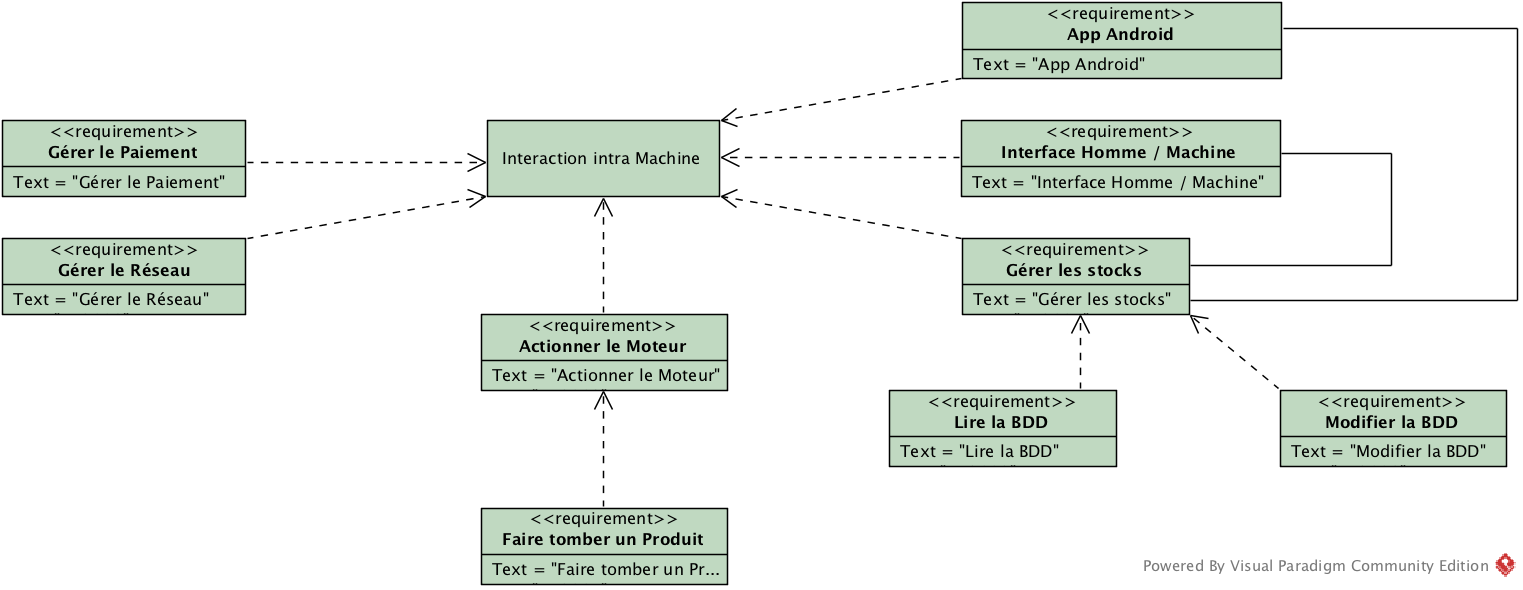 <<requirement>>
App Android
Text = "App Android"
<<requirement>>
Gérer le Paiement
Text = "Gérer le Paiement"
Interaction intra Machine
<<requirement>>
Interface Homme / Machine
Text = "Interface Homme / Machine"
<<requirement>>
Gérer le Réseau
Text = "Gérer le Réseau"
<<requirement>>
Gérer les stocks
Text = "Gérer les stocks"
<<requirement>>
Actionner le Moteur
Text = "Actionner le Moteur"
<<requirement>>
Lire la BDD
Text = "Lire la BDD"
<<requirement>>
Modifier la BDD
Text = "Modifier la BDD"
<<requirement>>
Faire tomber un Produit
Text = "Faire tomber un Pr...
Powered By Visual Paradigm Community Edition